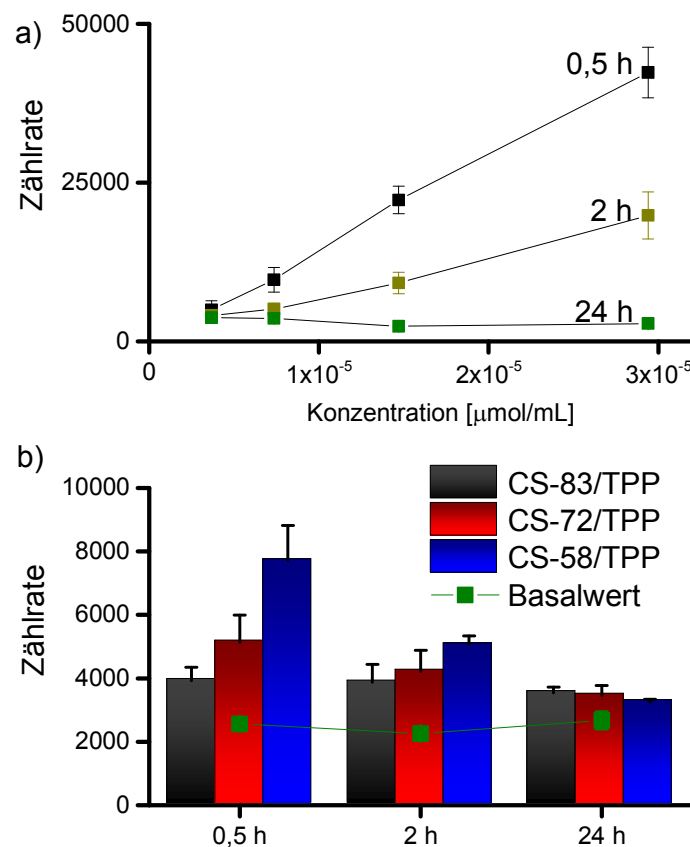 a)
50000
25000
0
Zählrate
0,5 h
2 h
24 h
0
1x10⁻⁵
2x10⁻⁵
3x10⁻⁵
Konzentration [µmol/mL]
b)
CS-83/TPP
CS-72/TPP
CS-58/TPP
Basalwert
10000
8000
6000
4000
2000
0
Zählrate
0,5 h
2 h
24 h